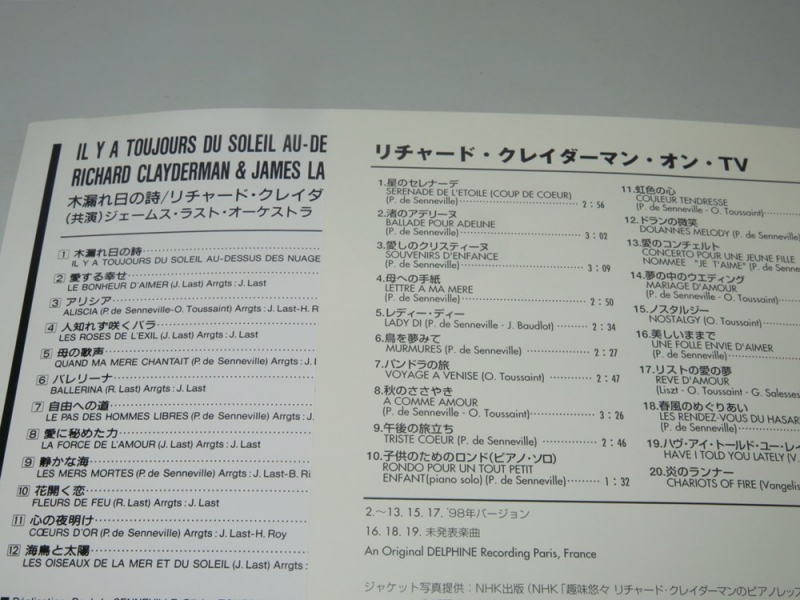 IL Y A TOUJOURS DU SOLEIL AU-DE
RICHARD CLAYDERMAN & JAMES LA
木漏れ日の詩/リチャード・クレイダ
(共演)ジェームス・ラスト・オーケストラ
1 木漏れ日の詩
IL Y A TOUJOURS DU SOLEIL AU-DESSUS DES NUAGE
2 愛する幸せ
LE BONHEUR D'AIMER (J. Last) Arrgts : J. Last
3 アリシア
ALISCIA (P. de Senneville-O. Toussaint) Arrgts : J. Last-H. R
4 人知れず咲くバラ
LES ROSES DE L'EXIL (J. Last) Arrgts : J. Last
5 母の歌声
QUAND MA MERE CHANTAIT (P. de Senneville) Arrgts : J
6 バレリーナ
BALLERINA (R. Last) Arrgts : J. Last
7 自由への道
LE PAS DES HOMMES LIBRES (P. de Senneville) Arrgts : J
8 愛に秘めた力
LA FORCE DE L'AMOUR (J. Last) Arrgts : J. Last
9 静かな海
LES MERS MORTES (P. de Senneville) Arrgts : J. Last-B. Ri
10 花開く恋
FLEURS DE FEU (R. Last) Arrgts : J. Last
11 心の夜明け
CŒURS D'OR (P. de Senneville) Arrgts : J. Last-H. Roy
12 海鳥と太陽
LES OISEAUX DE LA MER ET DU SOLEIL (J. Last) Arrgts :
リチャード・クレイダーマン・オン・TV
1.星のセレナーデ
SERENADE DE L'ETOILE (COUP DE COEUR)
(P. de Senneville) 2:56
2.渚のアデリーヌ
BALLADE POUR ADELINE
(P. de Senneville) 3:02
3.愛しのクリスティーヌ
SOUVENIRS D'ENFANCE
(P. de Senneville) 3:09
4.母への手紙
LETTRE A MA MERE
(P. de Senneville) 2:50
5.レディー・ディー
LADY DI (P. de Senneville - J. Baudlot) 2:34
6.鳥を夢みて
MURMURES (P. de Senneville) 2:27
7.パンドラの旅
VOYAGE A VENISE (O. Toussaint) 2:47
8.秋のささやき
A COMME AMOUR
(P. de Senneville - O. Toussaint) 3:26
9.午後の旅立ち
TRISTE COEUR (P. de Senneville) 2:46
10.子供のためのロンド(ピアノ・ソロ)
RONDO POUR UN TOUT PETIT
ENFANT(piano solo) (P. de Senneville) 1:32
11.虹色の心
COULEUR TENDRESSE
(P. de Senneville - O. Toussaint)
12.ドランの微笑
DOLANNES MELODY (P. de Senneville)
13.愛のコンチェルト
CONCERTO POUR UNE JEUNE FILLE
NOMMEE "JE T'AIME" (P. de Sennevill
14.夢の中のウエディング
MARIAGE D'AMOUR
(P. de Senneville - O. Toussaint)
15.ノスタルジー
NOSTALGY (O. Toussaint)
16.美しいままで
UNE FOLLE ENVIE D'AIMER
(P. de Senneville - O. Toussaint)
17.リストの愛の夢
REVE D'AMOUR
(Liszt - O. Toussaint - G. Salesses
18.春風のめぐりあい
LES RENDEZ-VOUS DU HASAR
(P. de Senneville - O. Toussaint)
19.ハヴ・アイ・トールド・ユー・レイ
HAVE I TOLD YOU LATELY (V.
20.炎のランナー
CHARIOTS OF FIRE (Vangelis
2.〜13. 15. 17. '98年バージョン
16. 18. 19. 未発表楽曲
An Original DELPHINE Recording Paris, France
ジャケット写真提供:NHK出版(NHK「趣味悠々 リチャード・クレイダーマンのピアノレッス